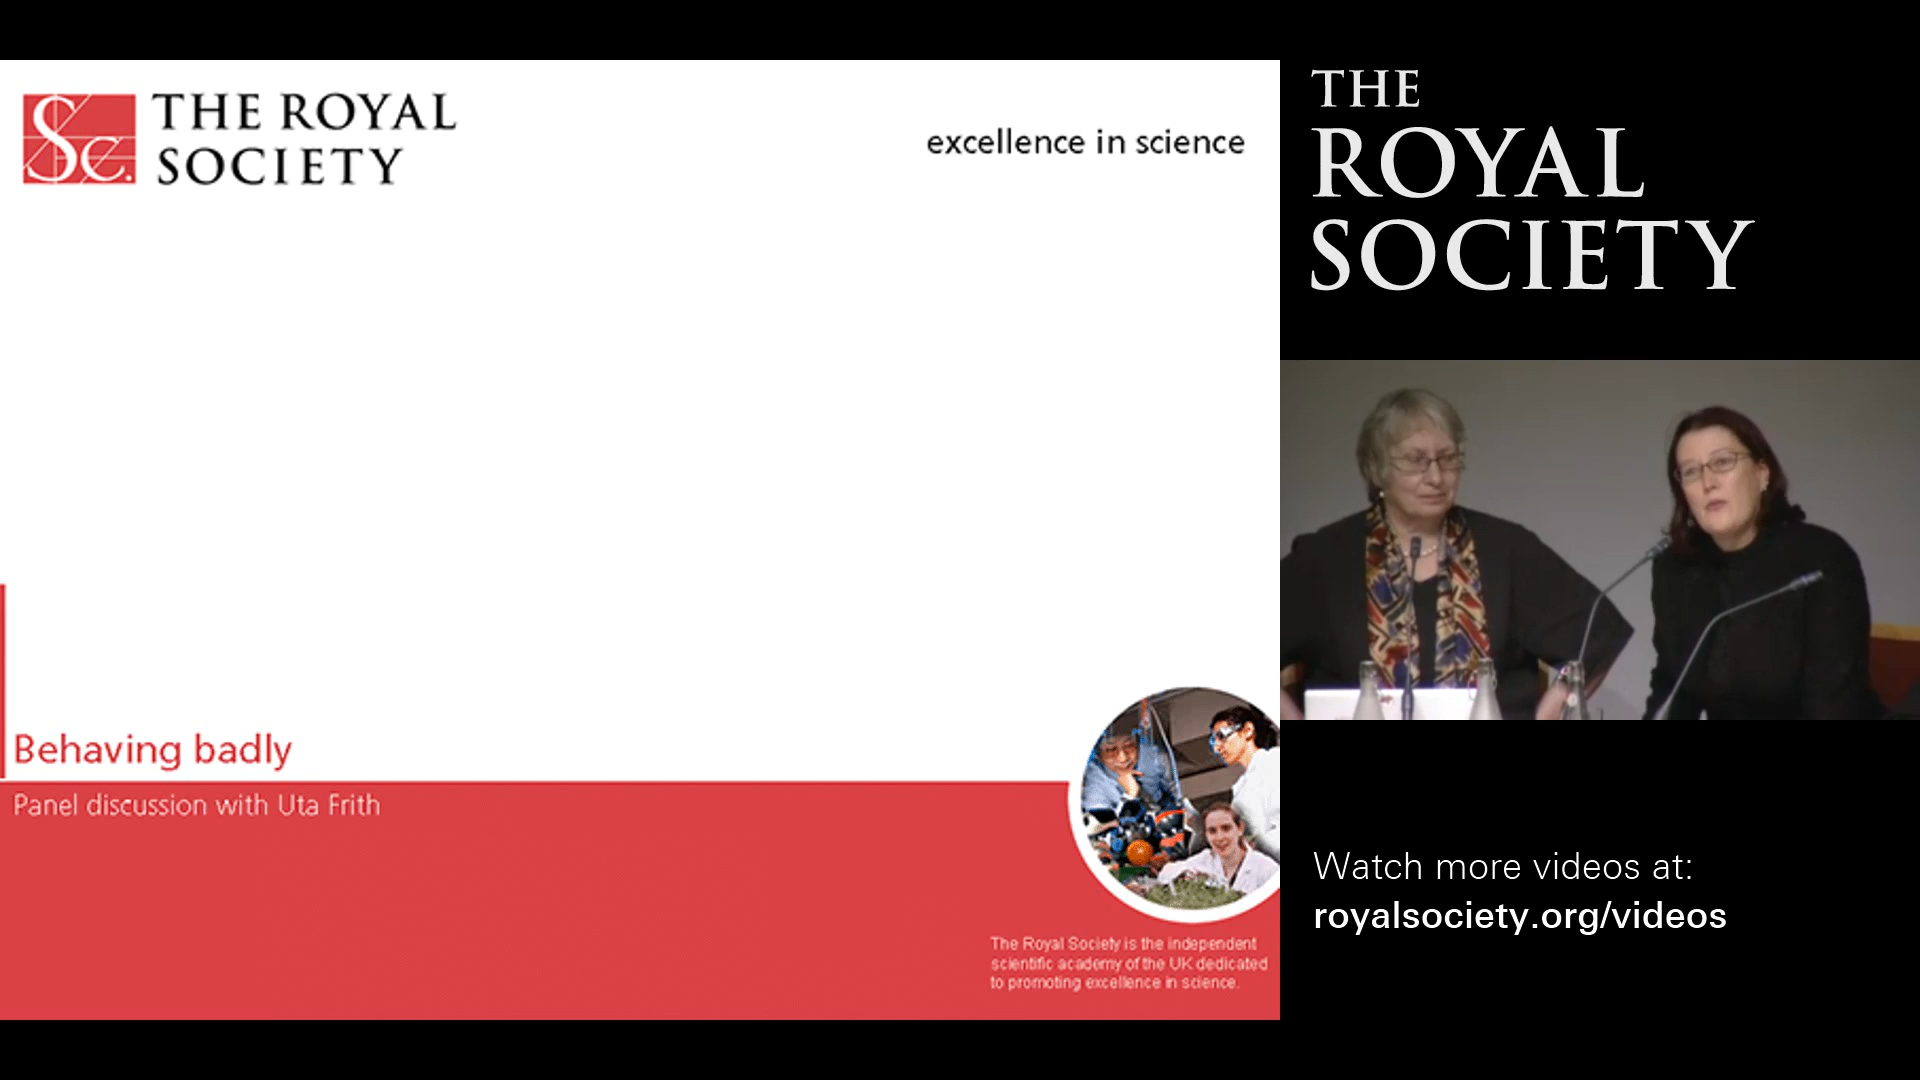 Sc.
THE ROYAL
SOCIETY
excellence in science
Behaving badly
Panel discussion with Uta Frith
The Royal Society is the independent
scientific academy of the UK dedicated
to promoting excellence in science.
THE
ROYAL
SOCIETY
Watch more videos at:
royalsociety.org/videos